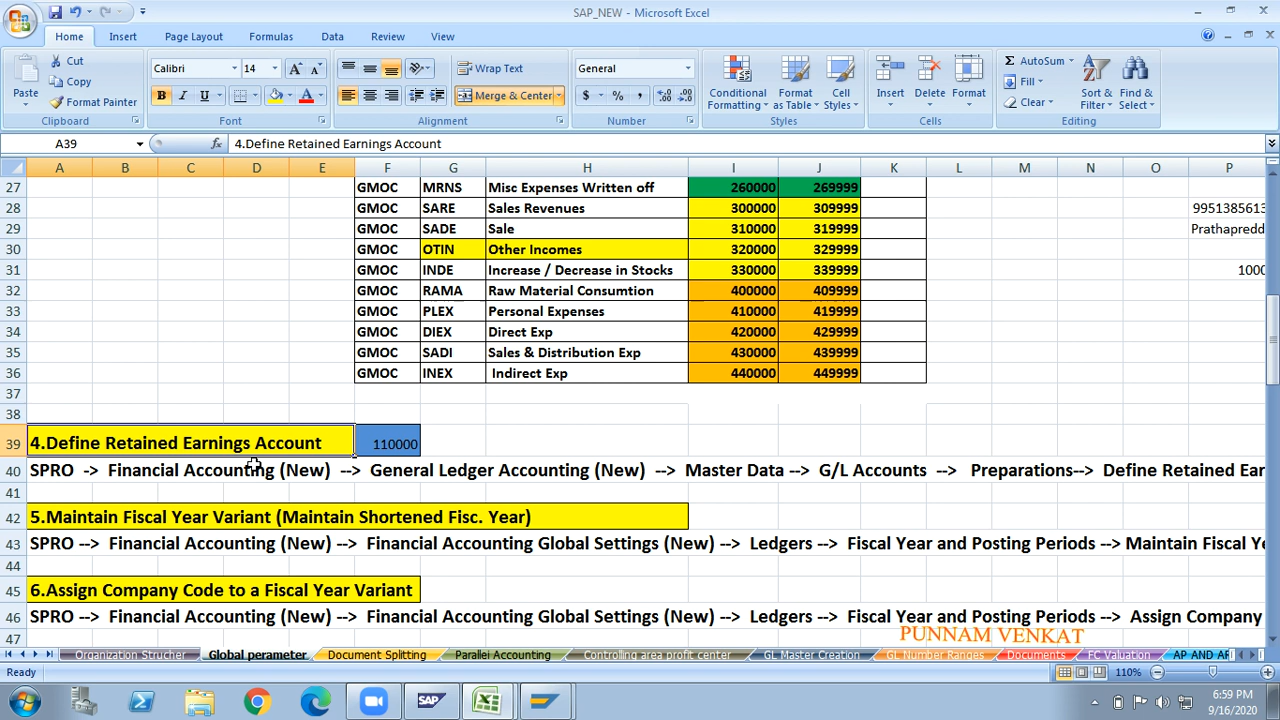 SAP_NEW - Microsoft Excel
Home Insert Page Layout Formulas Data Review View
Paste
Cut
Copy
Format Painter
Clipboard
Calibri 14
B I U
Font
Wrap Text
Merge & Center
Alignment
General
$ % ,
Number
Conditional Formatting
Format as Table
Cell Styles
Styles
Insert Delete Format
Cells
AutoSum
Fill
Clear
Sort & Filter
Find & Select
Editing
A39 fx 4.Define Retained Earnings Account
A B C D E F G H I J K L M N O P
27 GMOC MRNS Misc Expenses Written off 260000 269999
28 GMOC SARE Sales Revenues 300000 309999 9951385613
29 GMOC SADE Sale 310000 319999 Prathapredd
30 GMOC OTIN Other Incomes 320000 329999
31 GMOC INDE Increase / Decrease in Stocks 330000 339999 1000
32 GMOC RAMA Raw Material Consumtion 400000 409999
33 GMOC PLEX Personal Expenses 410000 419999
34 GMOC DIEX Direct Exp 420000 429999
35 GMOC SADI Sales & Distribution Exp 430000 439999
36 GMOC INEX Indirect Exp 440000 449999
37
38
39 4.Define Retained Earnings Account 110000
40 SPRO -> Financial Accounting (New) --> General Ledger Accounting (New) --> Master Data --> G/L Accounts --> Preparations--> Define Retained Ear
41
42 5.Maintain Fiscal Year Variant (Maintain Shortened Fisc. Year)
43 SPRO --> Financial Accounting (New) --> Financial Accounting Global Settings (New) --> Ledgers --> Fiscal Year and Posting Periods --> Maintain Fiscal Ye
44
45 6.Assign Company Code to a Fiscal Year Variant
46 SPRO --> Financial Accounting (New) --> Financial Accounting Global Settings (New) --> Ledgers --> Fiscal Year and Posting Periods --> Assign Company
47
PUNNAM VENKAT
Organization Strucher Global perameter Document Splitting Parallel Accounting Controlling area profit center GL Master Creation GL Number Ranges Documents FC Valuation AP AND AR
Ready 110%
SAP
6:59 PM
9/16/2020